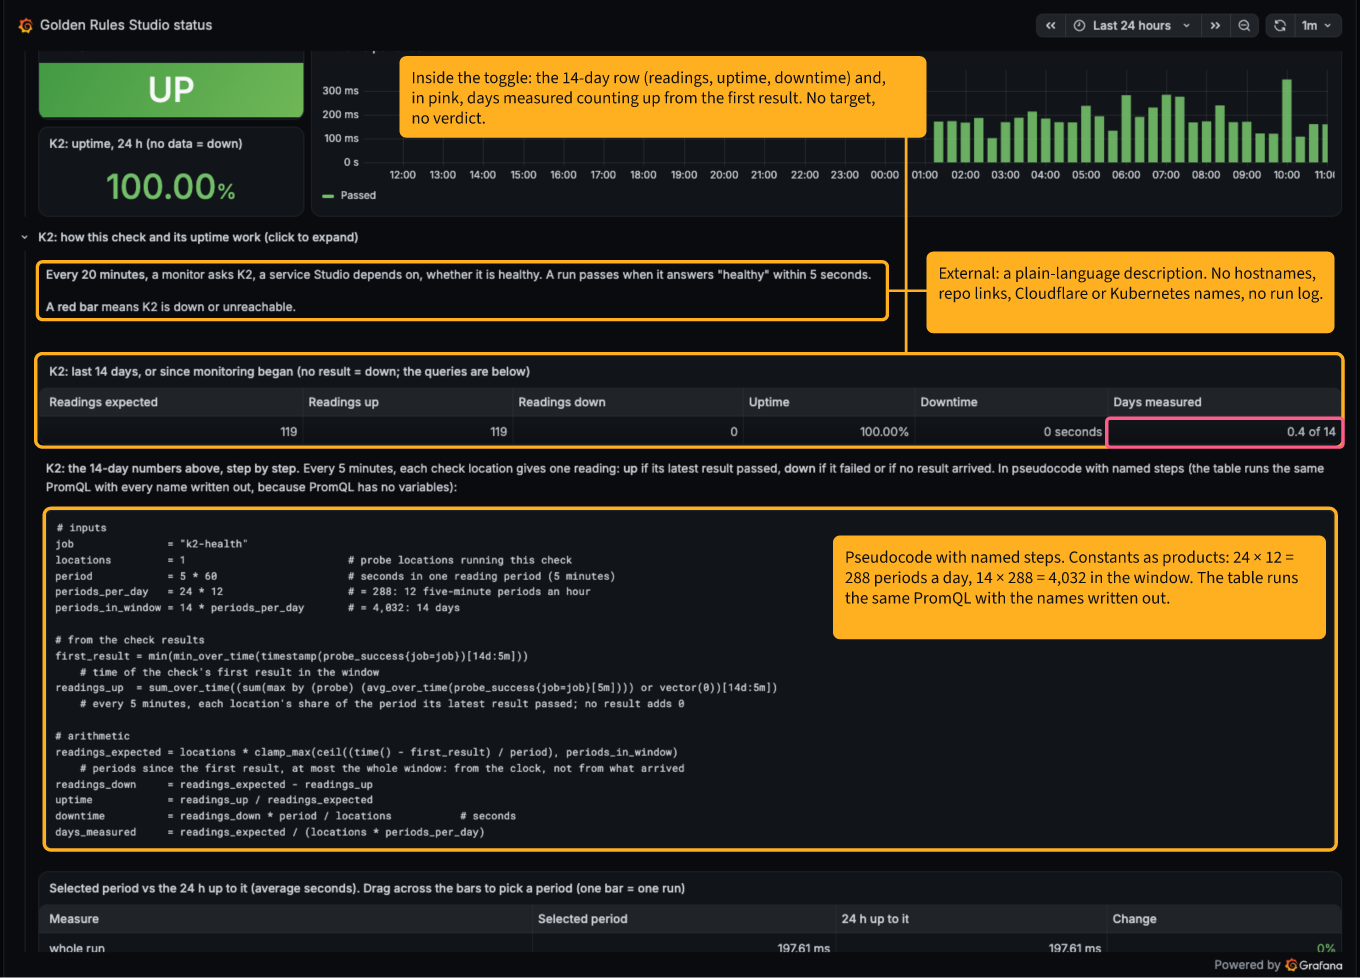 Golden Rules Studio status
Last 24 hours
1m
UP
K2: uptime, 24 h (no data = down)
100.00%
300 ms
200 ms
100 ms
0 s
12:00 13:00 14:00 15:00 16:00 17:00 18:00 19:00 20:00 21:00 22:00 23:00 00:00 01:00 02:00 03:00 04:00 05:00 06:00 07:00 08:00 09:00 10:00 11:0
Passed
Inside the toggle: the 14-day row (readings, uptime, downtime) and,
in pink, days measured counting up from the first result. No target,
no verdict.
K2: how this check and its uptime work (click to expand)
Every 20 minutes, a monitor asks K2, a service Studio depends on, whether it is healthy. A run passes when it answers "healthy" within 5 seconds.
A red bar means K2 is down or unreachable.
External: a plain-language description. No hostnames,
repo links, Cloudflare or Kubernetes names, no run log.
K2: last 14 days, or since monitoring began (no result = down; the queries are below)
Readings expected Readings up Readings down Uptime Downtime Days measured
119 119 0 100.00% 0 seconds 0.4 of 14
K2: the 14-day numbers above, step by step. Every 5 minutes, each check location gives one reading: up if its latest result passed, down if it failed or if no result arrived. In pseudocode with named steps (the table runs the same
PromQL with every name written out, because PromQL has no variables):
# inputs
job = "k2-health"
locations = 1 # probe locations running this check
period = 5 * 60 # seconds in one reading period (5 minutes)
periods_per_day = 24 * 12 # = 288: 12 five-minute periods an hour
periods_in_window = 14 * periods_per_day # = 4,032: 14 days
Pseudocode with named steps. Constants as products: 24 × 12 =
288 periods a day, 14 × 288 = 4,032 in the window. The table runs
the same PromQL with the names written out.
# from the check results
first_result = min(min_over_time(timestamp(probe_success{job=job})[14d:5m]))
# time of the check's first result in the window
readings_up = sum_over_time((sum(max by (probe) (avg_over_time(probe_success{job=job}[5m]))) or vector(0))[14d:5m])
# every 5 minutes, each location's share of the period its latest result passed; no result adds 0
# arithmetic
readings_expected = locations * clamp_max(ceil((time() - first_result) / period), periods_in_window)
# periods since the first result, at most the whole window: from the clock, not from what arrived
readings_down = readings_expected - readings_up
uptime = readings_up / readings_expected
downtime = readings_down * period / locations # seconds
days_measured = readings_expected / (locations * periods_per_day)
Selected period vs the 24 h up to it (average seconds). Drag across the bars to pick a period (one bar = one run)
Measure Selected period 24 h up to it Change
whole run 197.61 ms 197.61 ms 0%
Powered by Grafana